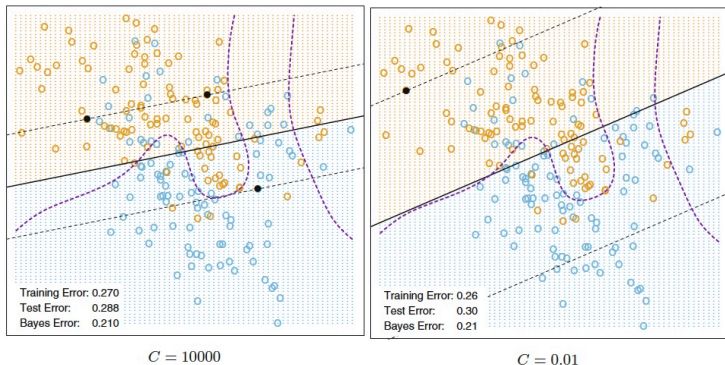 Training Error: 0.270
Test Error: 0.288
Bayes Error: 0.210
C = 10000
Training Error: 0.26
Test Error: 0.30
Bayes Error: 0.21
C = 0.01